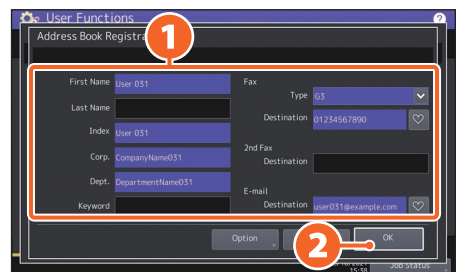 User Functions
?
Address Book Registra
1
First Name User 031
Last Name
Index User 031
Corp. CompanyName031
Dept. DepartmentName031
Keyword
Fax
Type G3
Destination 01234567890
2nd Fax
Destination
E-mail
Destination user031@example.com
Option
2
OK
15:38
Job Status